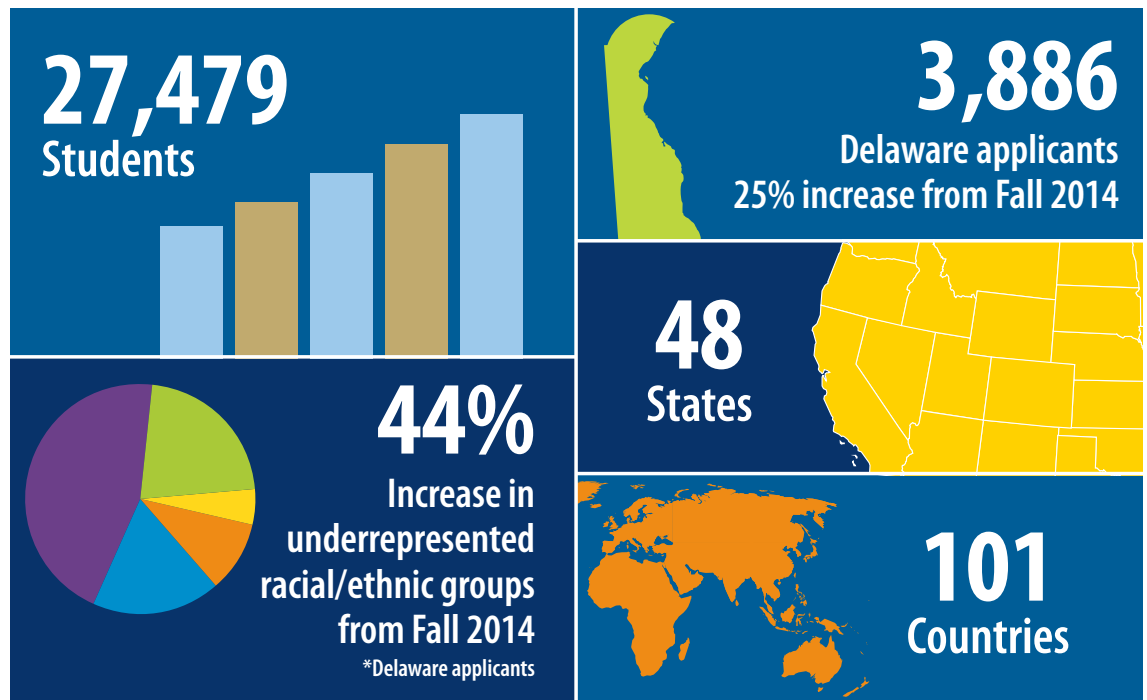 27,479
Students
3,886
Delaware applicants
25% increase from Fall 2014
48
States
44%
Increase in
underrepresented
racial/ethnic groups
from Fall 2014
*Delaware applicants
101
Countries